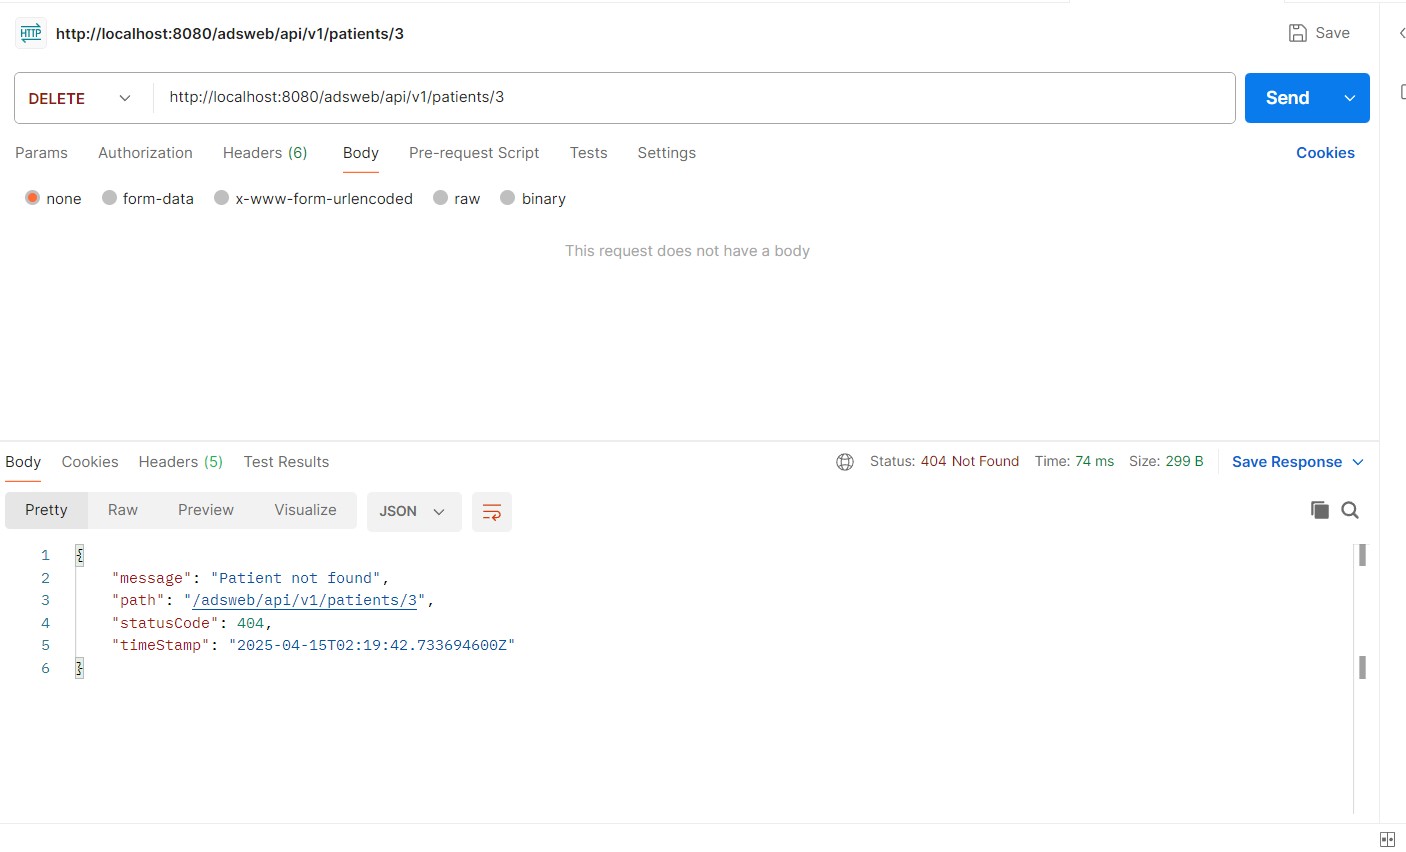 HTTP http://localhost:8080/adsweb/api/v1/patients/3 Save
DELETE http://localhost:8080/adsweb/api/v1/patients/3 Send
Params Authorization Headers (6) Body Pre-request Script Tests Settings Cookies
none form-data x-www-form-urlencoded raw binary
This request does not have a body
Body Cookies Headers (5) Test Results Status: 404 Not Found Time: 74 ms Size: 299 B Save Response
Pretty Raw Preview Visualize JSON
1 {
2 "message": "Patient not found",
3 "path": "/adsweb/api/v1/patients/3",
4 "statusCode": 404,
5 "timeStamp": "2025-04-15T02:19:42.733694600Z"
6 }